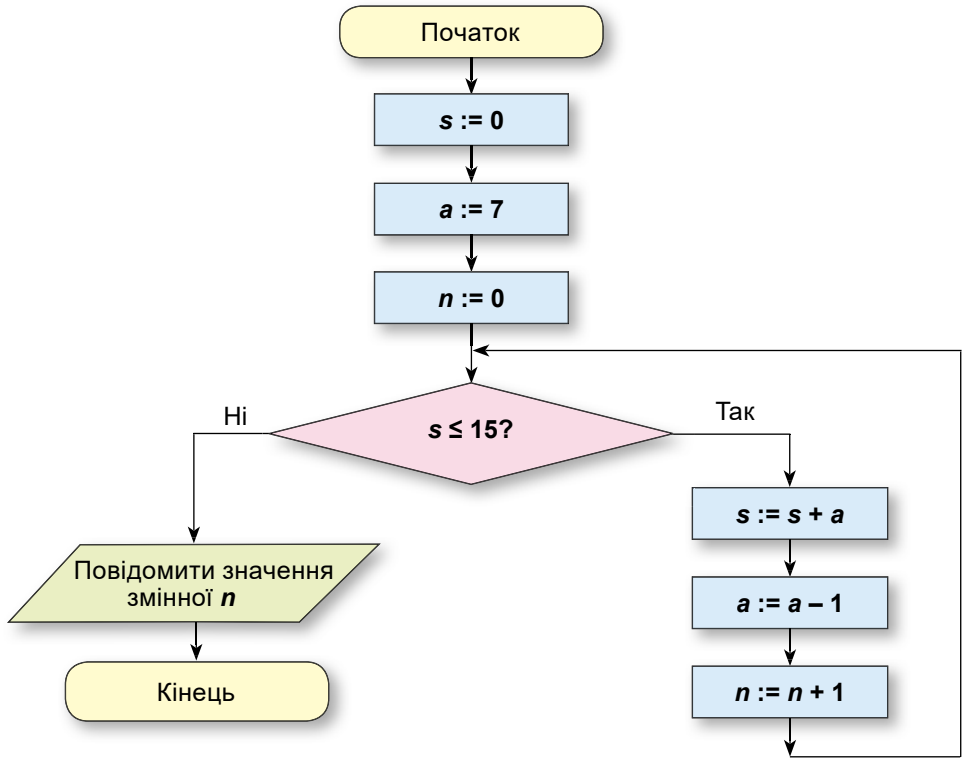 Початок
s := 0
a := 7
n := 0
Ні
s ≤ 15?
Так
s := s + a
a := a – 1
n := n + 1
Повідомити значення
змінної n
Кінець